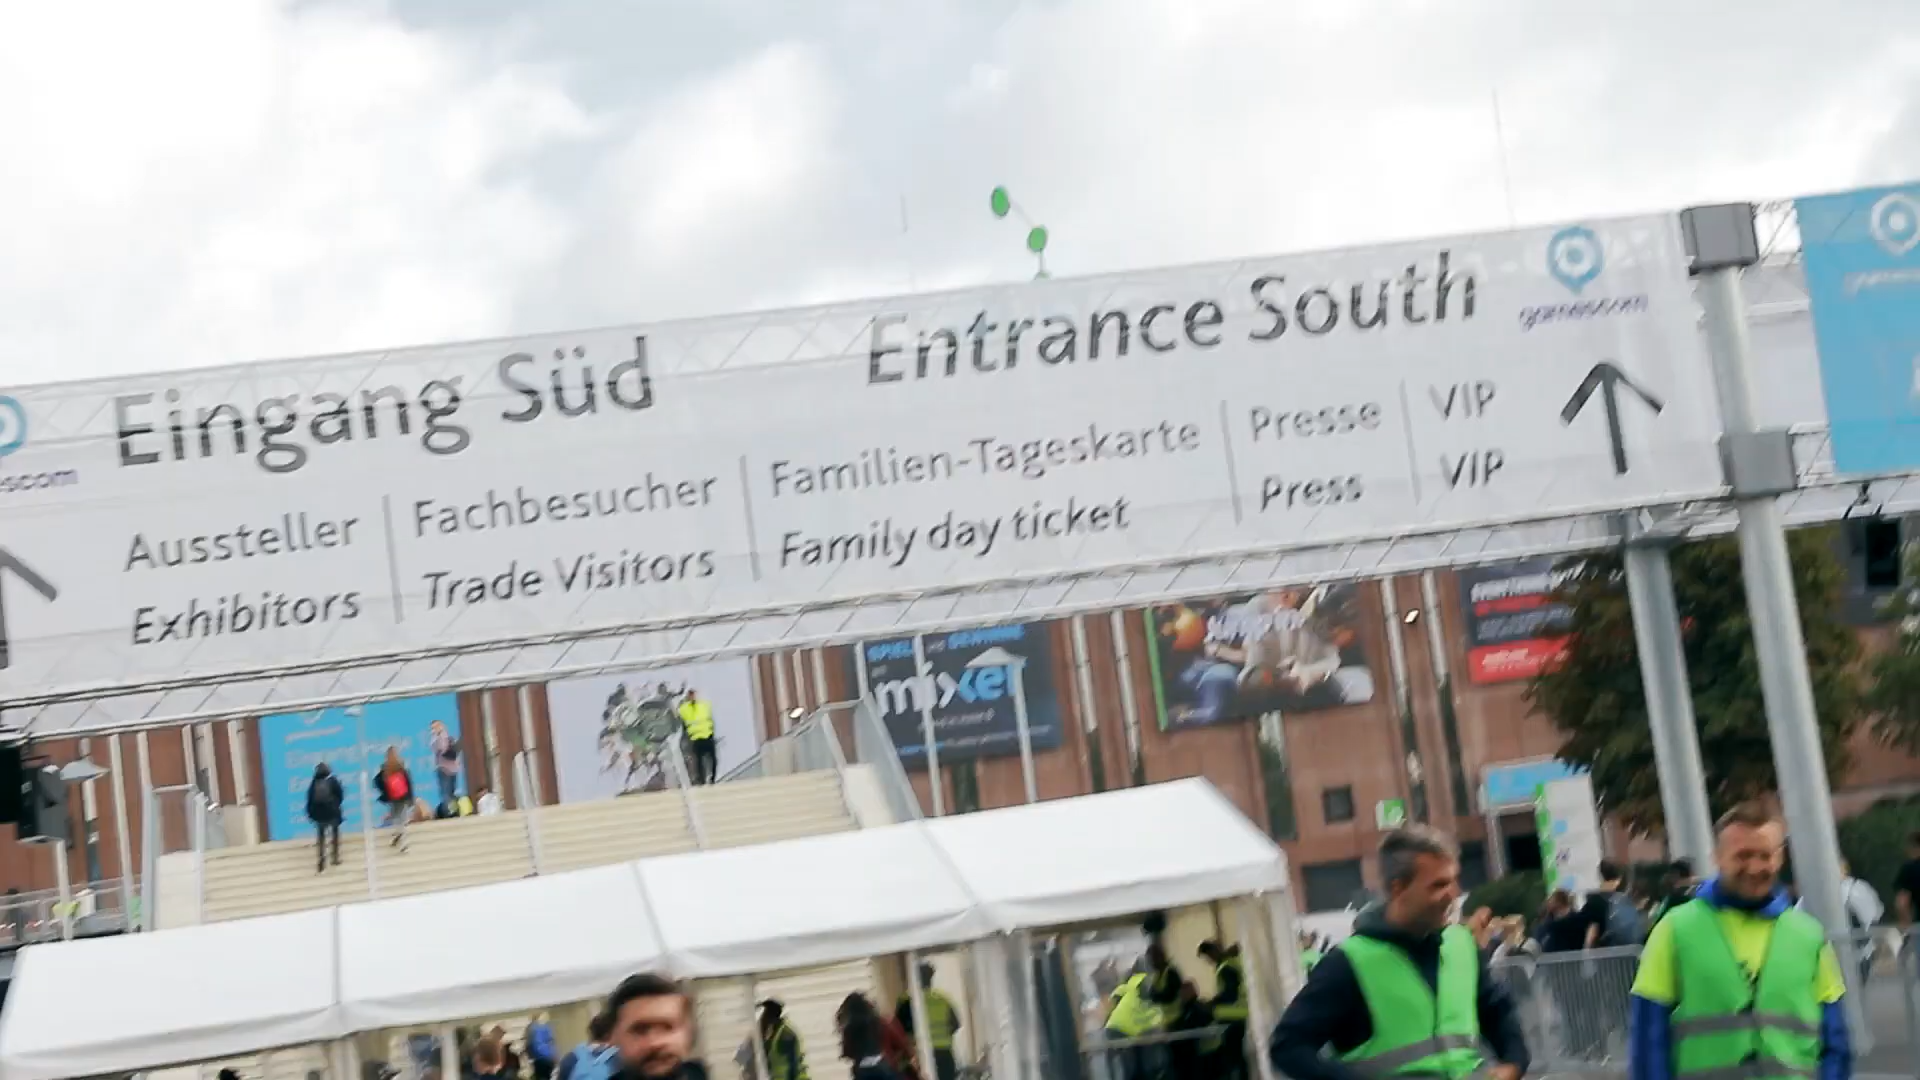 Eingang Süd
Entrance South
gamescom
Aussteller | Fachbesucher | Familien-Tageskarte | Presse | VIP
Exhibitors | Trade Visitors | Family day ticket | Press | VIP
scom
mixer